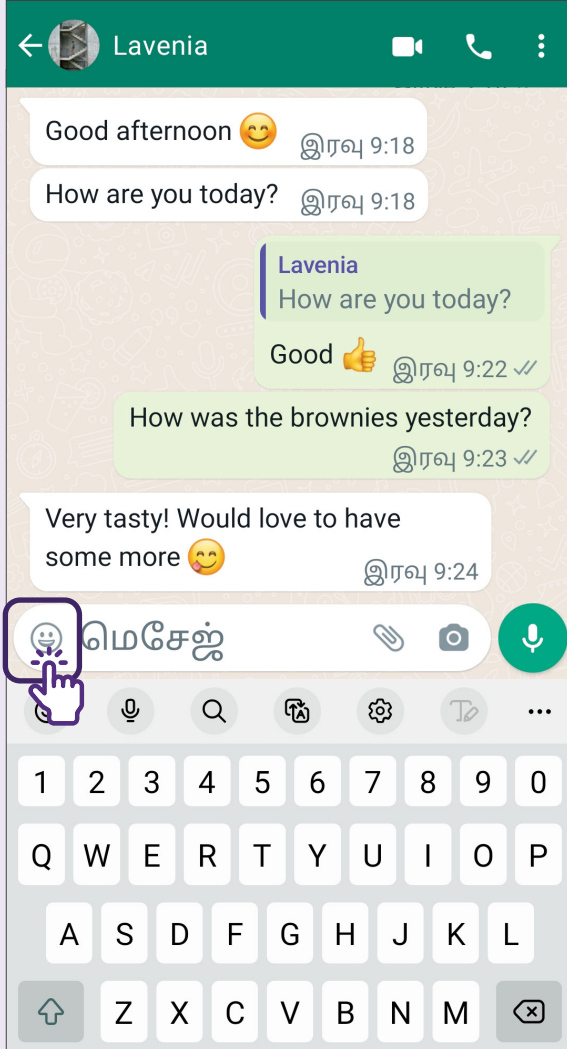 Lavenia
Good afternoon 😊 இரவு 9:18
How are you today? இரவு 9:18
Lavenia
How are you today?
Good 👍 இரவு 9:22
How was the brownies yesterday?
இரவு 9:23
Very tasty! Would love to have
some more 😋 இரவு 9:24
மெசேஜ்
1 2 3 4 5 6 7 8 9 0
Q W E R T Y U I O P
A S D F G H J K L
Z X C V B N M